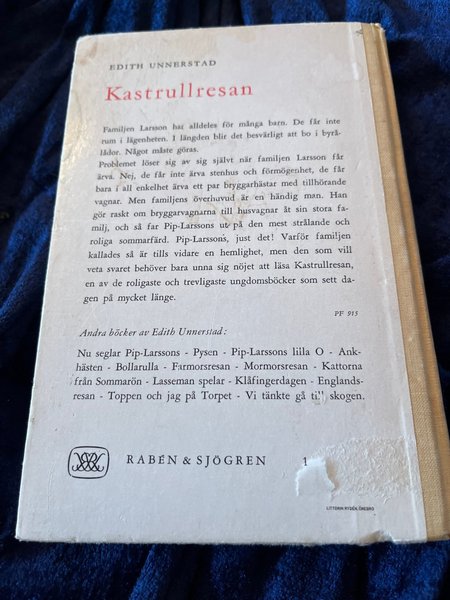 EDITH UNNERSTAD
Kastrullresan
Familjen Larsson har alldeles för många barn. De får inte
rum i lägenheten. I längden blir det besvärligt att bo i byrå-
lådor. Något måste göras.
Problemet löser sig av sig självt när familjen Larsson får
ärva. Nej, de får inte ärva stenhus och förmögenhet, de får
bara i all enkelhet ärva ett par bryggarhästar med tillhörande
vagnar. Men familjens överhuvud är en händig man. Han
gör raskt om bryggarvagnarna till husvagnar åt sin stora fa-
milj, och så far Pip-Larssons ut på den mest strålande och
roliga sommarfärd. Pip-Larssons, just det! Varför familjen
kallades så är tills vidare en hemlighet, men den som vill
veta svaret behöver bara unna sig nöjet att läsa Kastrullresan,
en av de roligaste och trevligaste ungdomsböcker som sett da-
gen på mycket länge.
PF 915
Andra böcker av Edith Unnerstad:
Nu seglar Pip-Larssons - Pysen - Pip-Larssons lilla O - Ank-
hästen - Bollarulla - Farmorsresan - Mormorsresan - Kattorna
från Sommarön - Lasseman spelar - Klåfingerdagen - Englands-
resan - Toppen och jag på Torpet - Vi tänkte gå till skogen.
RABÉN & SJÖGREN 1
LITTORIN RYDÉN, ÖREBRO